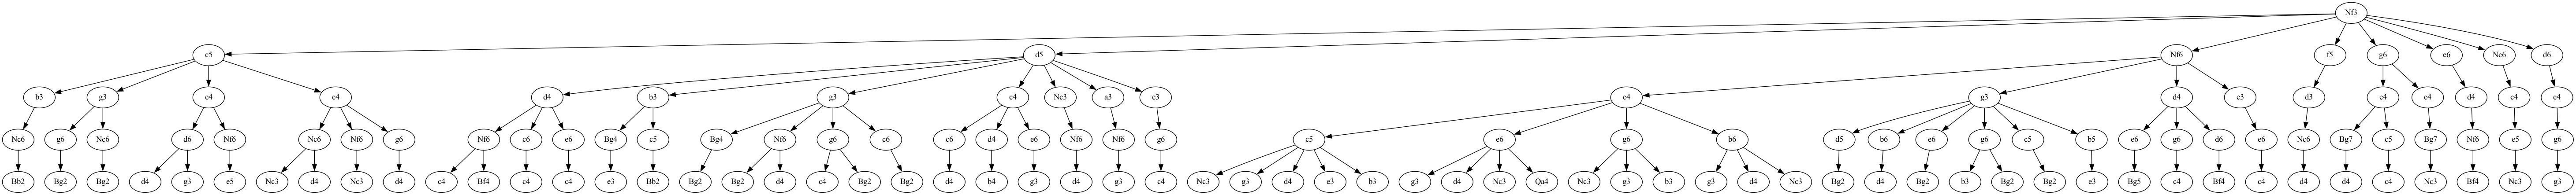 Nf3
c5 d5 Nf6 f5 g6 e6 Nc6 d6
b3 g3 e4 c4 d4 b3 g3 c4 Nc3 a3 e3 c4 g3 d4 e3 d3 e4 c4 d4 c4 c4
Nc6 g6 Nc6 d6 Nf6 Nc6 Nf6 g6 Nf6 c6 e6 Bg4 c5 Bg4 Nf6 g6 c6 c6 d4 e6 Nf6 Nf6 g6 c5 e6 g6 b6 d5 b6 e6 g6 c5 b5 e6 g6 d6 e6 Nc6 Bg7 c5 Bg7 Nf6 e5 g6
Bb2 Bg2 Bg2 d4 g3 e5 Nc3 d4 Nc3 d4 c4 Bf4 c4 c4 e3 Bb2 Bg2 Bg2 d4 c4 Bg2 Bg2 d4 b4 g3 d4 g3 c4 Nc3 g3 d4 e3 b3 g3 d4 Nc3 Qa4 Nc3 g3 b3 g3 d4 Nc3 Bg2 d4 Bg2 b3 Bg2 Bg2 e3 Bg5 c4 Bf4 c4 d4 d4 c4 Nc3 Bf4 Nc3 g3